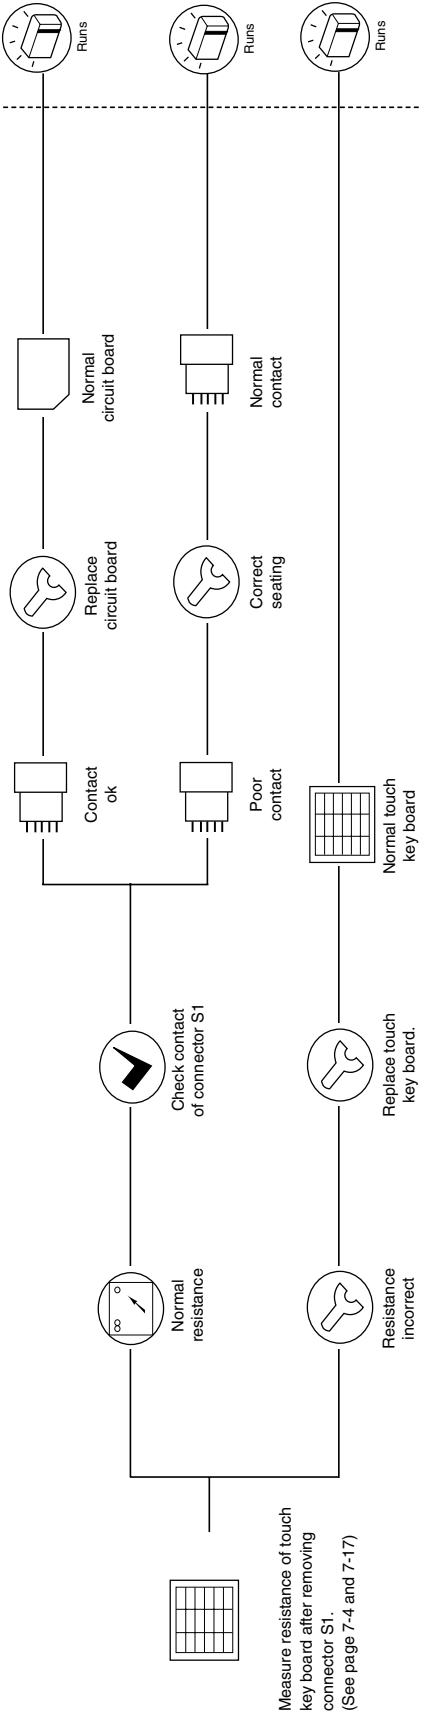 Measure resistance of touch
key board after removing
connector S1.
(See page 7-4 and 7-17)
Normal
resistance
Check contact
of connector S1
Contact
ok
Replace
circuit board
Normal
circuit board
Runs
Poor
contact
Correct
seating
Normal
contact
Runs
Resistance
incorrect
Replace touch
key board.
Normal touch
key board
Runs